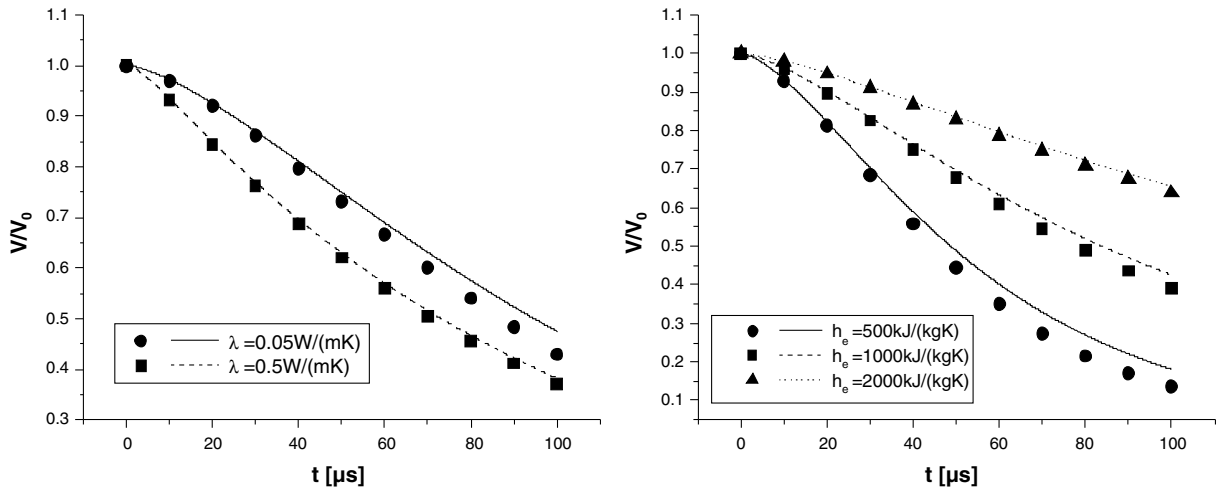 1.1
1.0
0.9
0.8
0.7
0.6
0.5
0.4
0.3
V/V0
λ =0.05W/(mK)
λ =0.5W/(mK)
0 20 40 60 80 100
t [µs]
1.1
1.0
0.9
0.8
0.7
0.6
0.5
0.4
0.3
0.2
0.1
V/V0
he =500kJ/(kgK)
he =1000kJ/(kgK)
he =2000kJ/(kgK)
0 20 40 60 80 100
t [µs]